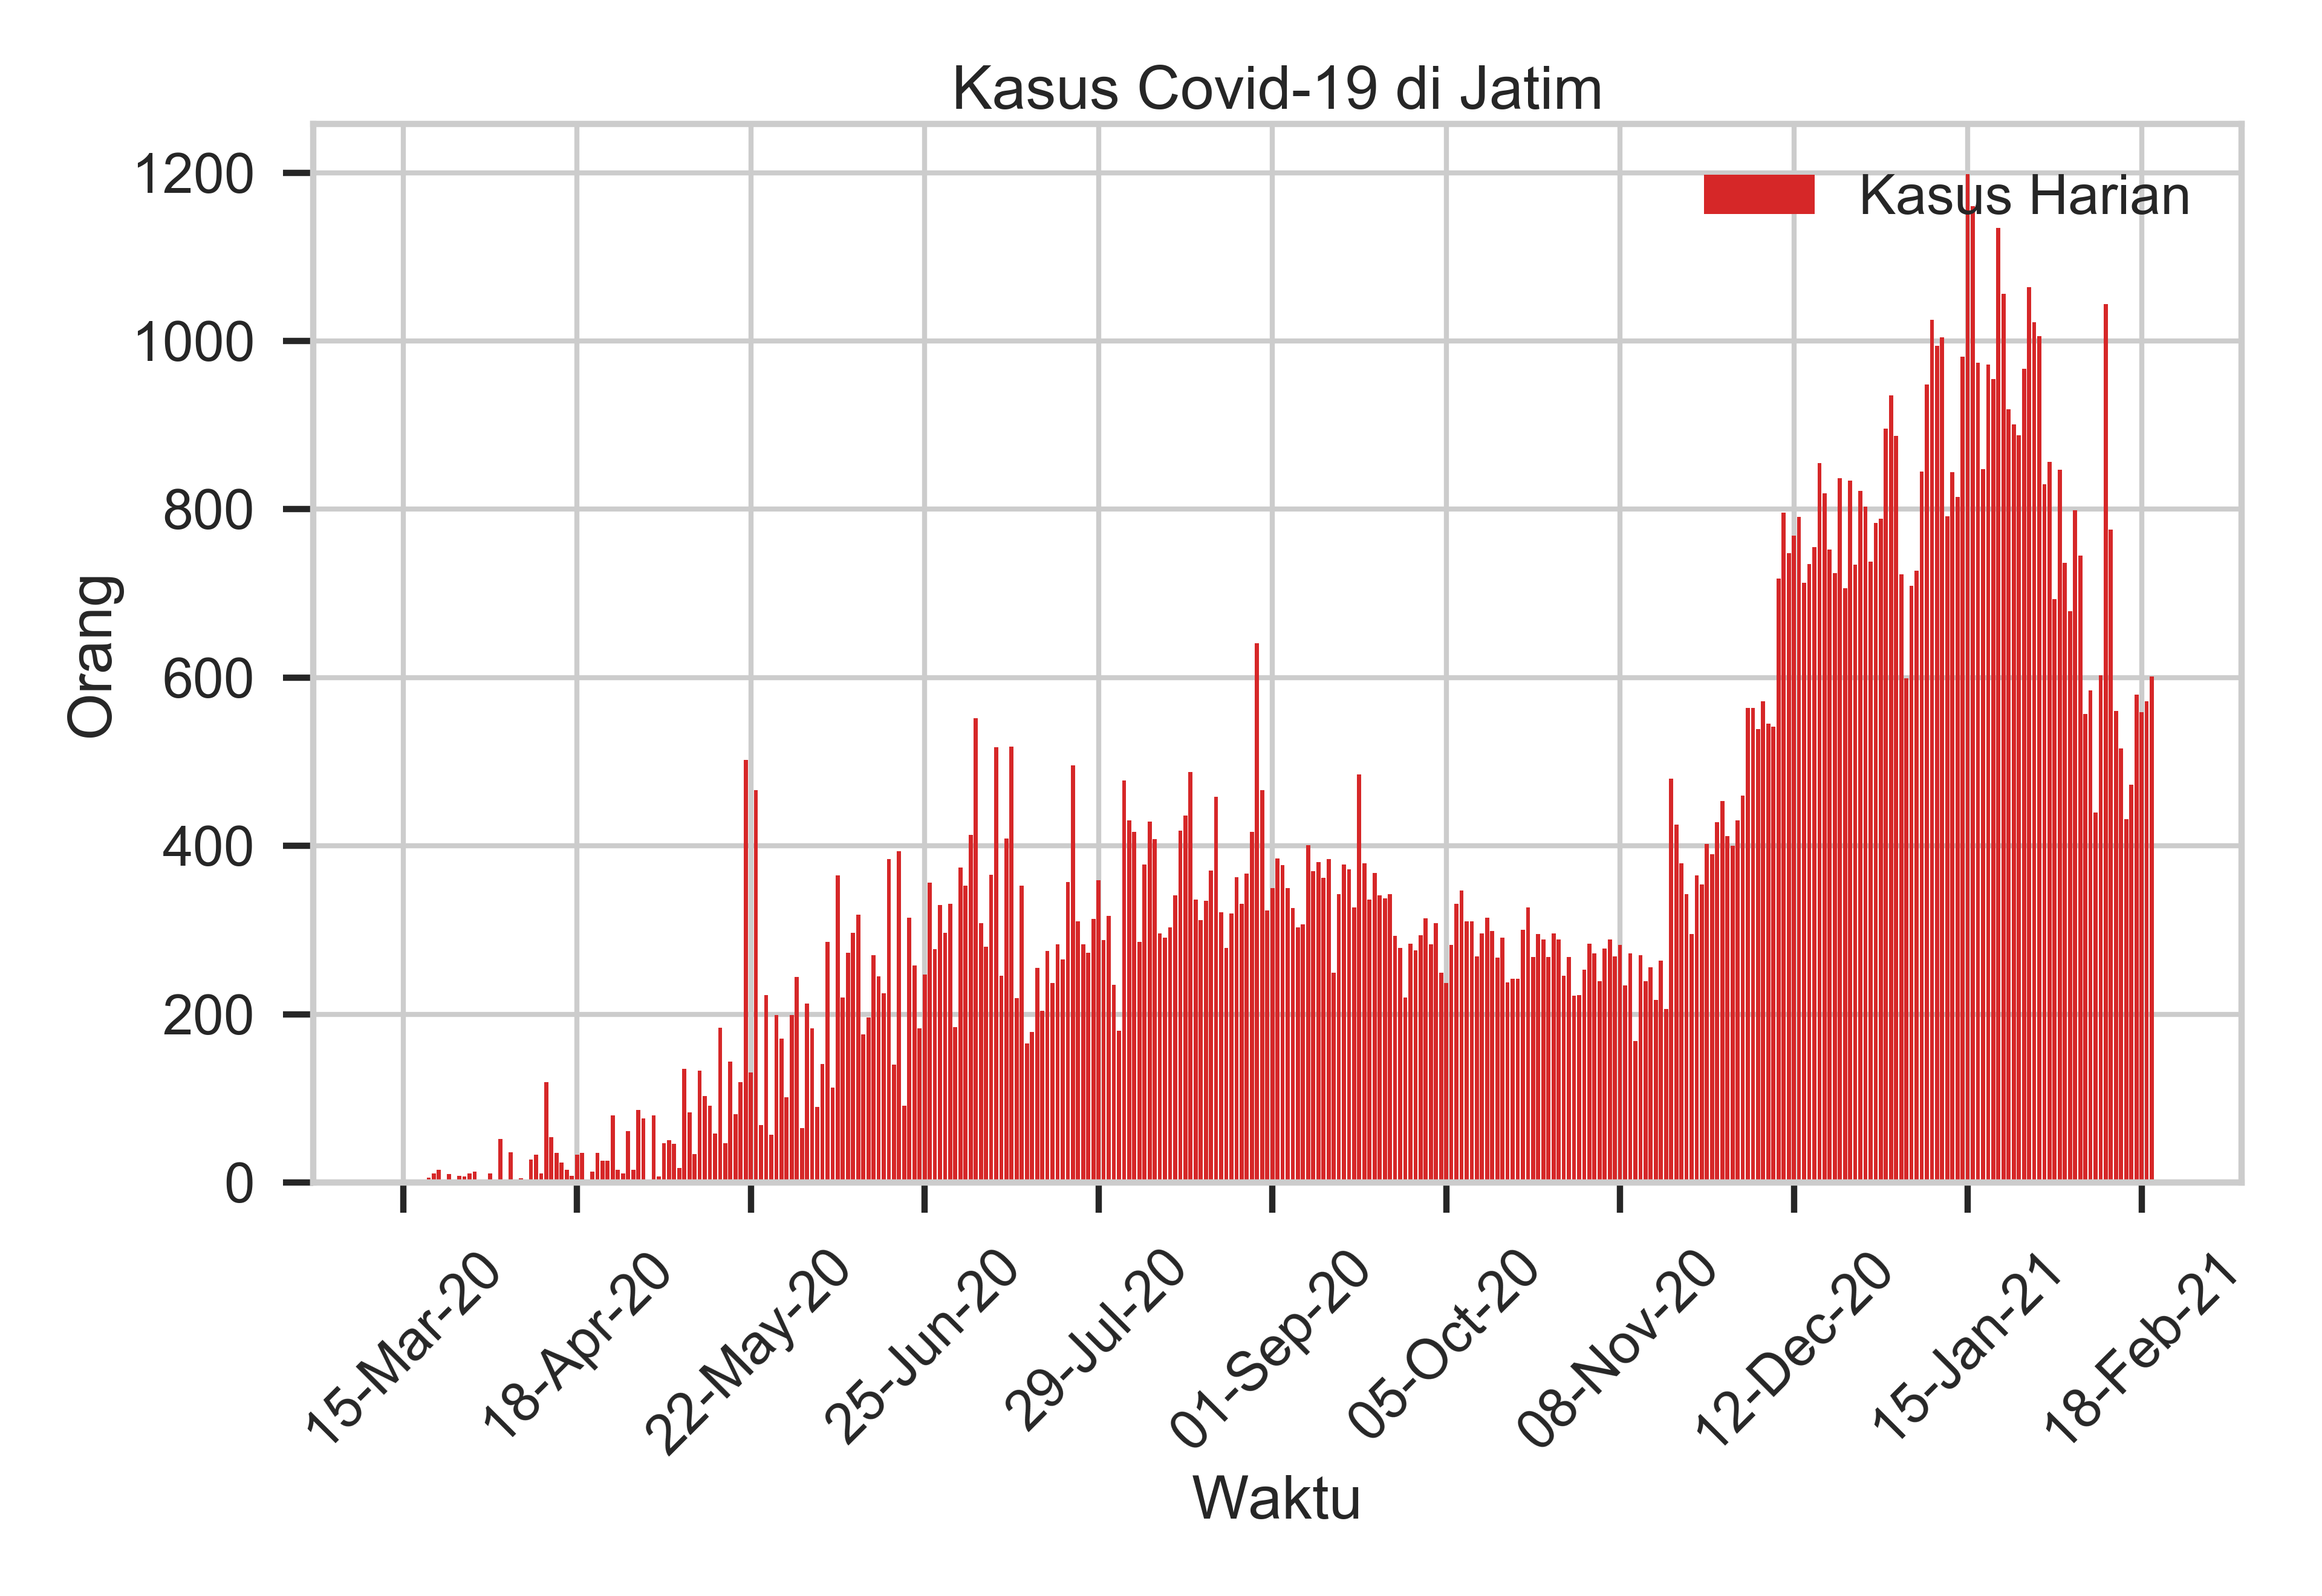 Kasus Covid-19 di Jatim
Kasus Harian
1200
1000
800
600
400
200
0
Orang
15-Mar-20
18-Apr-20
22-May-20
25-Jun-20
29-Jul-20
01-Sep-20
05-Oct-20
08-Nov-20
12-Dec-20
15-Jan-21
18-Feb-21
Waktu